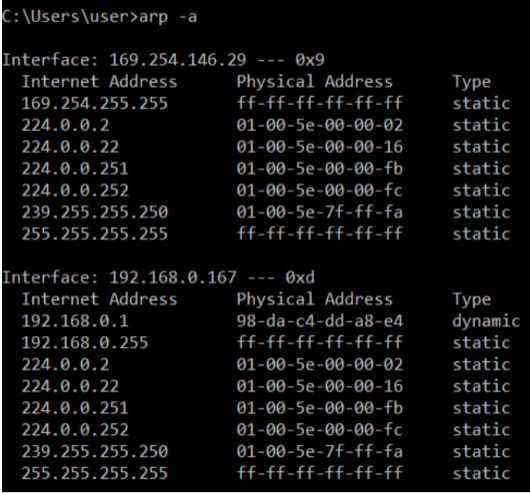 C:\Users\user>arp -a
Interface: 169.254.146.29 --- 0x9
Internet Address Physical Address Type
169.254.255.255 ff-ff-ff-ff-ff-ff static
224.0.0.2 01-00-5e-00-00-02 static
224.0.0.22 01-00-5e-00-00-16 static
224.0.0.251 01-00-5e-00-00-fb static
224.0.0.252 01-00-5e-00-00-fc static
239.255.255.250 01-00-5e-7f-ff-fa static
255.255.255.255 ff-ff-ff-ff-ff-ff static
Interface: 192.168.0.167 --- 0xd
Internet Address Physical Address Type
192.168.0.1 98-da-c4-dd-a8-e4 dynamic
192.168.0.255 ff-ff-ff-ff-ff-ff static
224.0.0.2 01-00-5e-00-00-02 static
224.0.0.22 01-00-5e-00-00-16 static
224.0.0.251 01-00-5e-00-00-fb static
224.0.0.252 01-00-5e-00-00-fc static
239.255.255.250 01-00-5e-7f-ff-fa static
255.255.255.255 ff-ff-ff-ff-ff-ff static